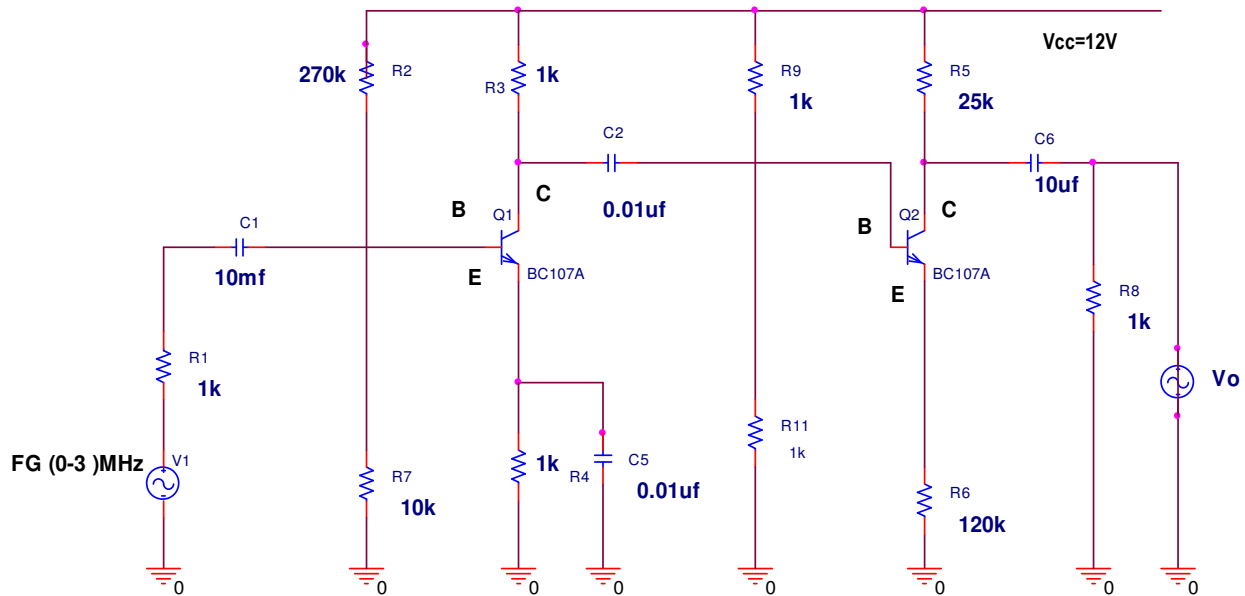 Vcc=12V
270k
R2
1k
R3
R9
1k
R5
25k
C2
0.01uf
C6
10uf
B
C
Q1
BC107A
E
B
C
Q2
BC107A
E
C1
10mf
R1
1k
R8
1k
Vo
FG (0-3 )MHz
V1
R7
10k
1k
R4
C5
0.01uf
R11
1k
R6
120k
0
0
0
0
0
0
0
0